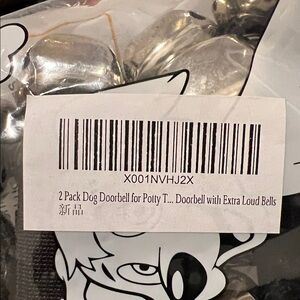 X001NVHJ2X
2 Pack Dog Doorbell for Potty T... Doorbell with Extra Loud Bells
新品